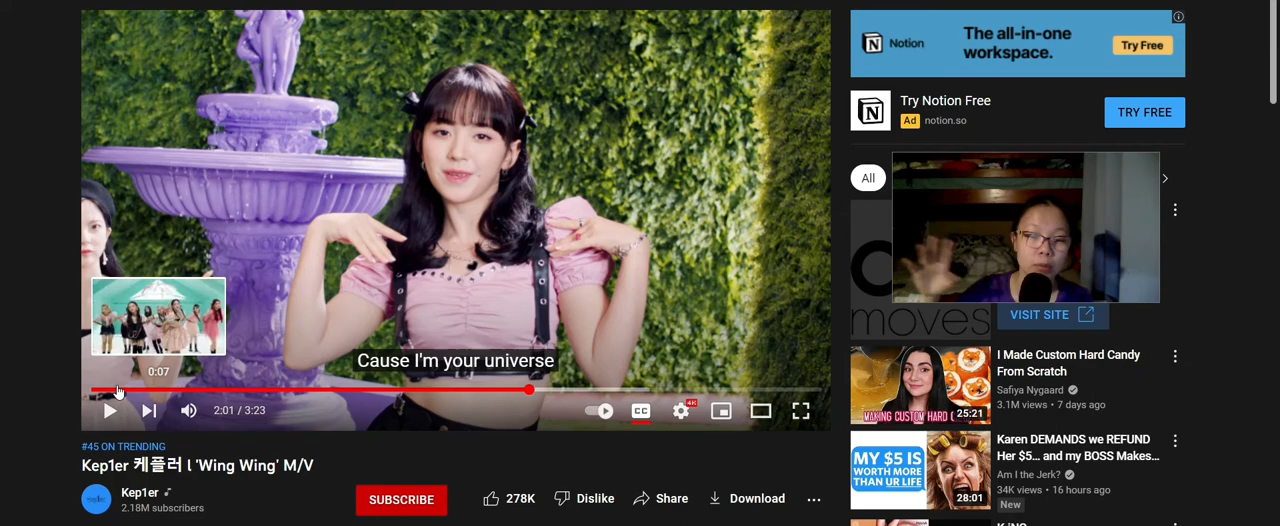 Cause I'm your universe
0:07
2:01 / 3:23
CC
4K
#45 ON TRENDING
Kep1er 케플러 l 'Wing Wing' M/V
Kep1er
2.18M subscribers
SUBSCRIBE
278K
Dislike
Share
Download
Notion
The all-in-one
workspace.
Try Free
Try Notion Free
Ad notion.so
TRY FREE
All
moves
VISIT SITE
MAKING CUSTOM HARD
25:21
I Made Custom Hard Candy
From Scratch
Safiya Nygaard
3.1M views • 7 days ago
MY $5 IS
WORTH MORE
THAN UR LIFE
28:01
Karen DEMANDS we REFUND
Her $5... and my BOSS Makes...
Am I the Jerk?
34K views • 16 hours ago
New